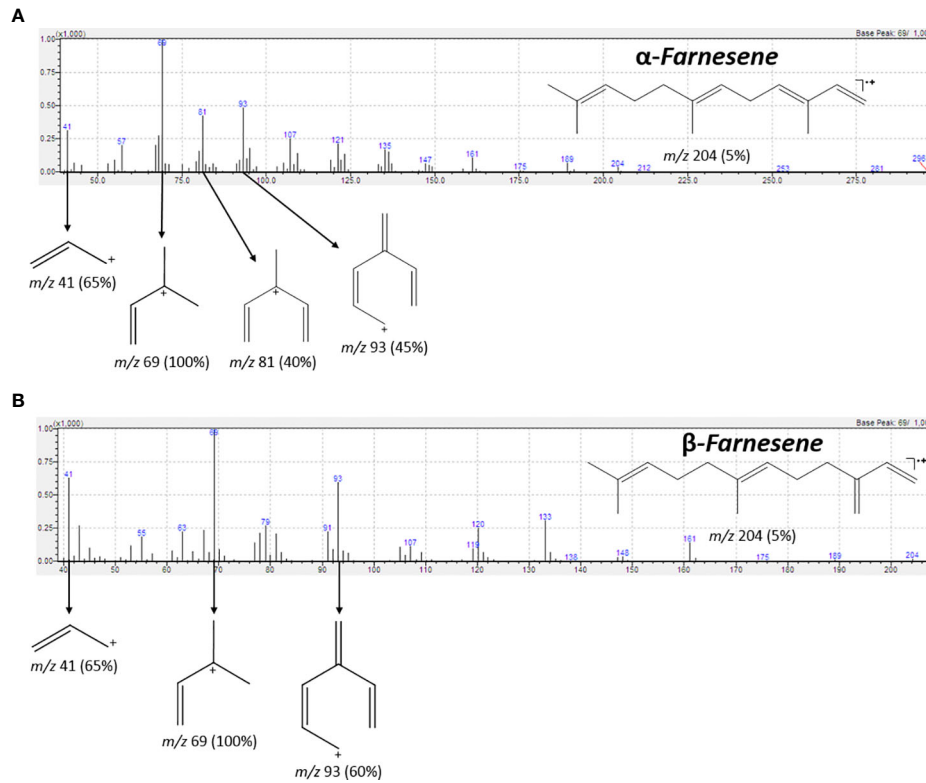 A
(x1,000)
Base Peak: 69/ 1,00
α-Farnesene
m/z 204 (5%)
1.00
0.75
0.50
0.25
0.00
69
41
57
81
93
107
121
135
147
161
175
189
204
212
253
281
296
50.0 75.0 100.0 125.0 150.0 175.0 200.0 225.0 250.0 275.0
m/z 41 (65%)
m/z 69 (100%)
m/z 81 (40%)
m/z 93 (45%)
B
(x1,000)
Base Peak: 69/ 1,00
β-Farnesene
m/z 204 (5%)
1.00
0.75
0.50
0.25
0.00
69
41
55
63
79
91
93
107
119
120
133
138
148
161
175
189
204
40 50 60 70 80 90 100 110 120 130 140 150 160 170 180 190 200
m/z 41 (65%)
m/z 69 (100%)
m/z 93 (60%)